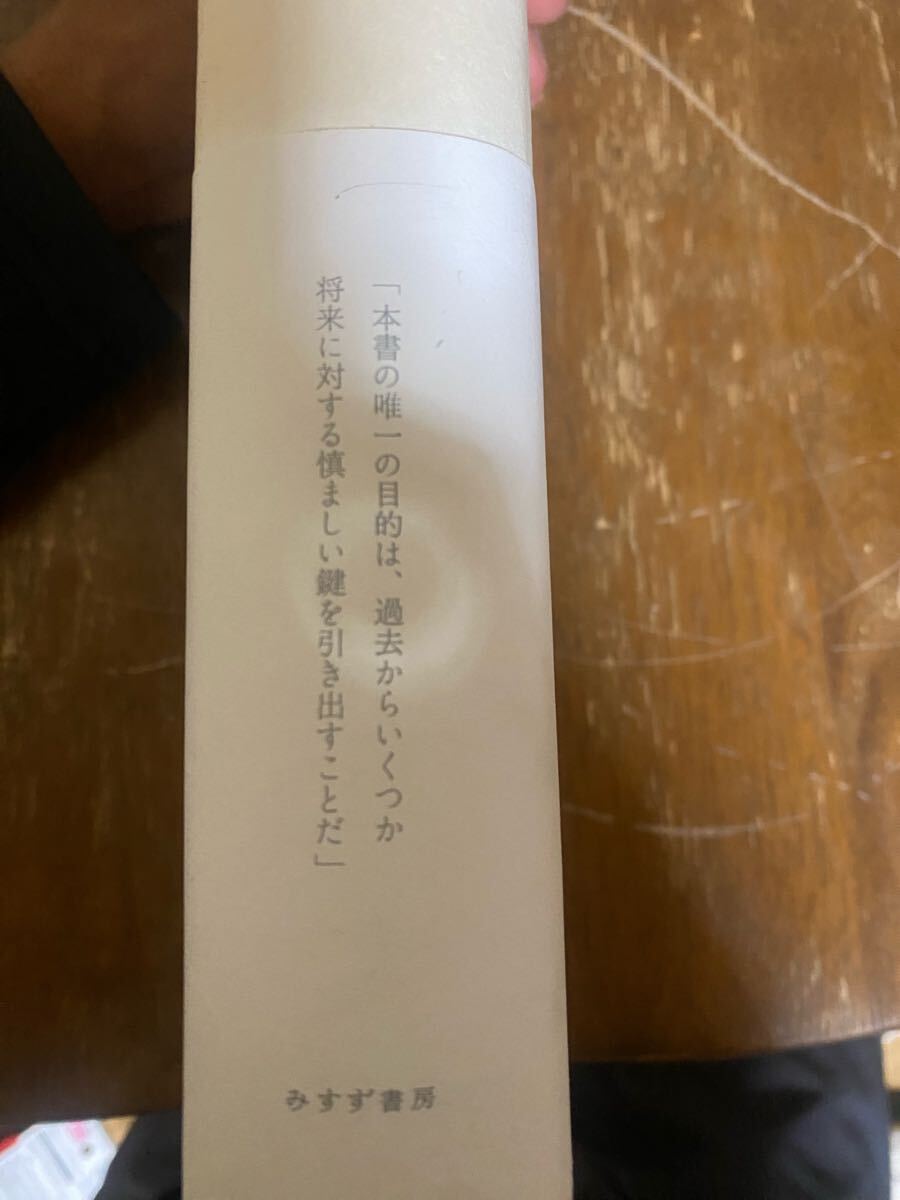 「本書の唯一の目的は、過去からいくつか
将来に対する慎ましい鍵を引き出すことだ」
みすず書房